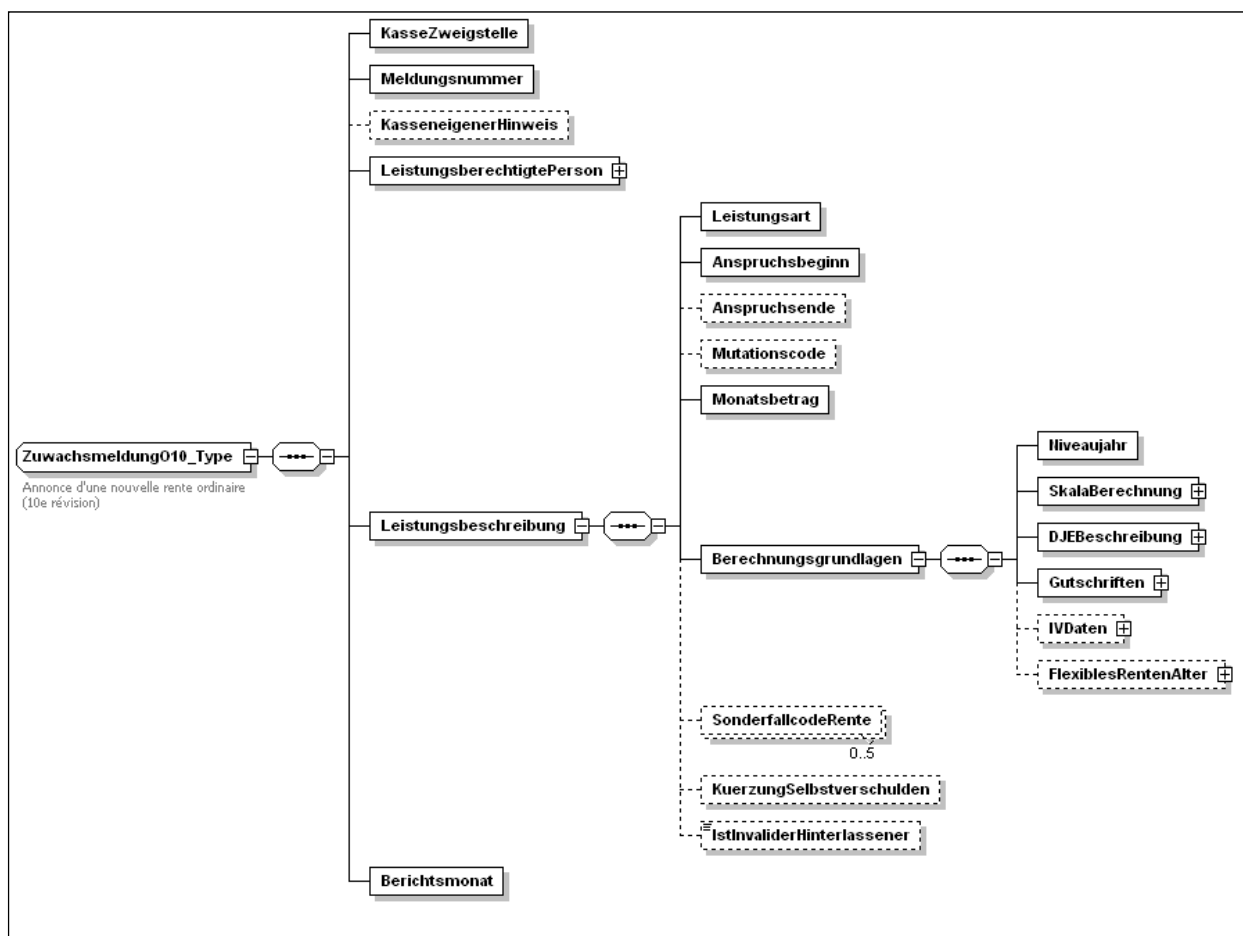 KasseZweigstelle
Meldungsnummer
KasseneigenerHinweis
LeistungsberechtigtePerson
Leistungsart
Anspruchsbeginn
Anspruchsende
Mutationscode
Monatsbetrag
ZuwachsmeldungO10_Type
Annonce d'une nouvelle rente ordinaire
(10e révision)
Leistungsbeschreibung
Berechnungsgrundlagen
Niveaujahr
SkalaBerechnung
DJEBeschreibung
Gutschriften
IVDaten
FlexiblesRentenAlter
SonderfallcodeRente
0..5
KuerzungSelbstverschulden
IstInvaliderHinterlassener
Berichtsmonat